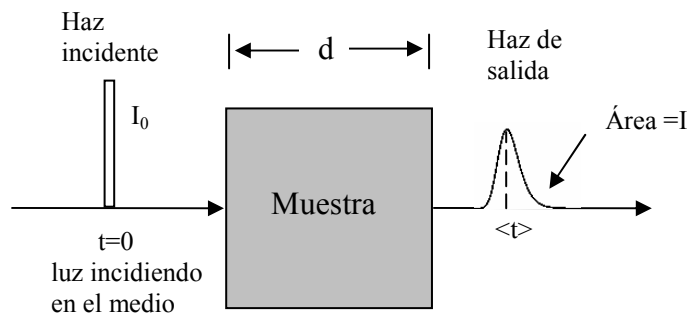 Haz
incidente
I₀
d
Haz de
salida
Área =I
Muestra
t=0
luz incidiendo
en el medio
<t>